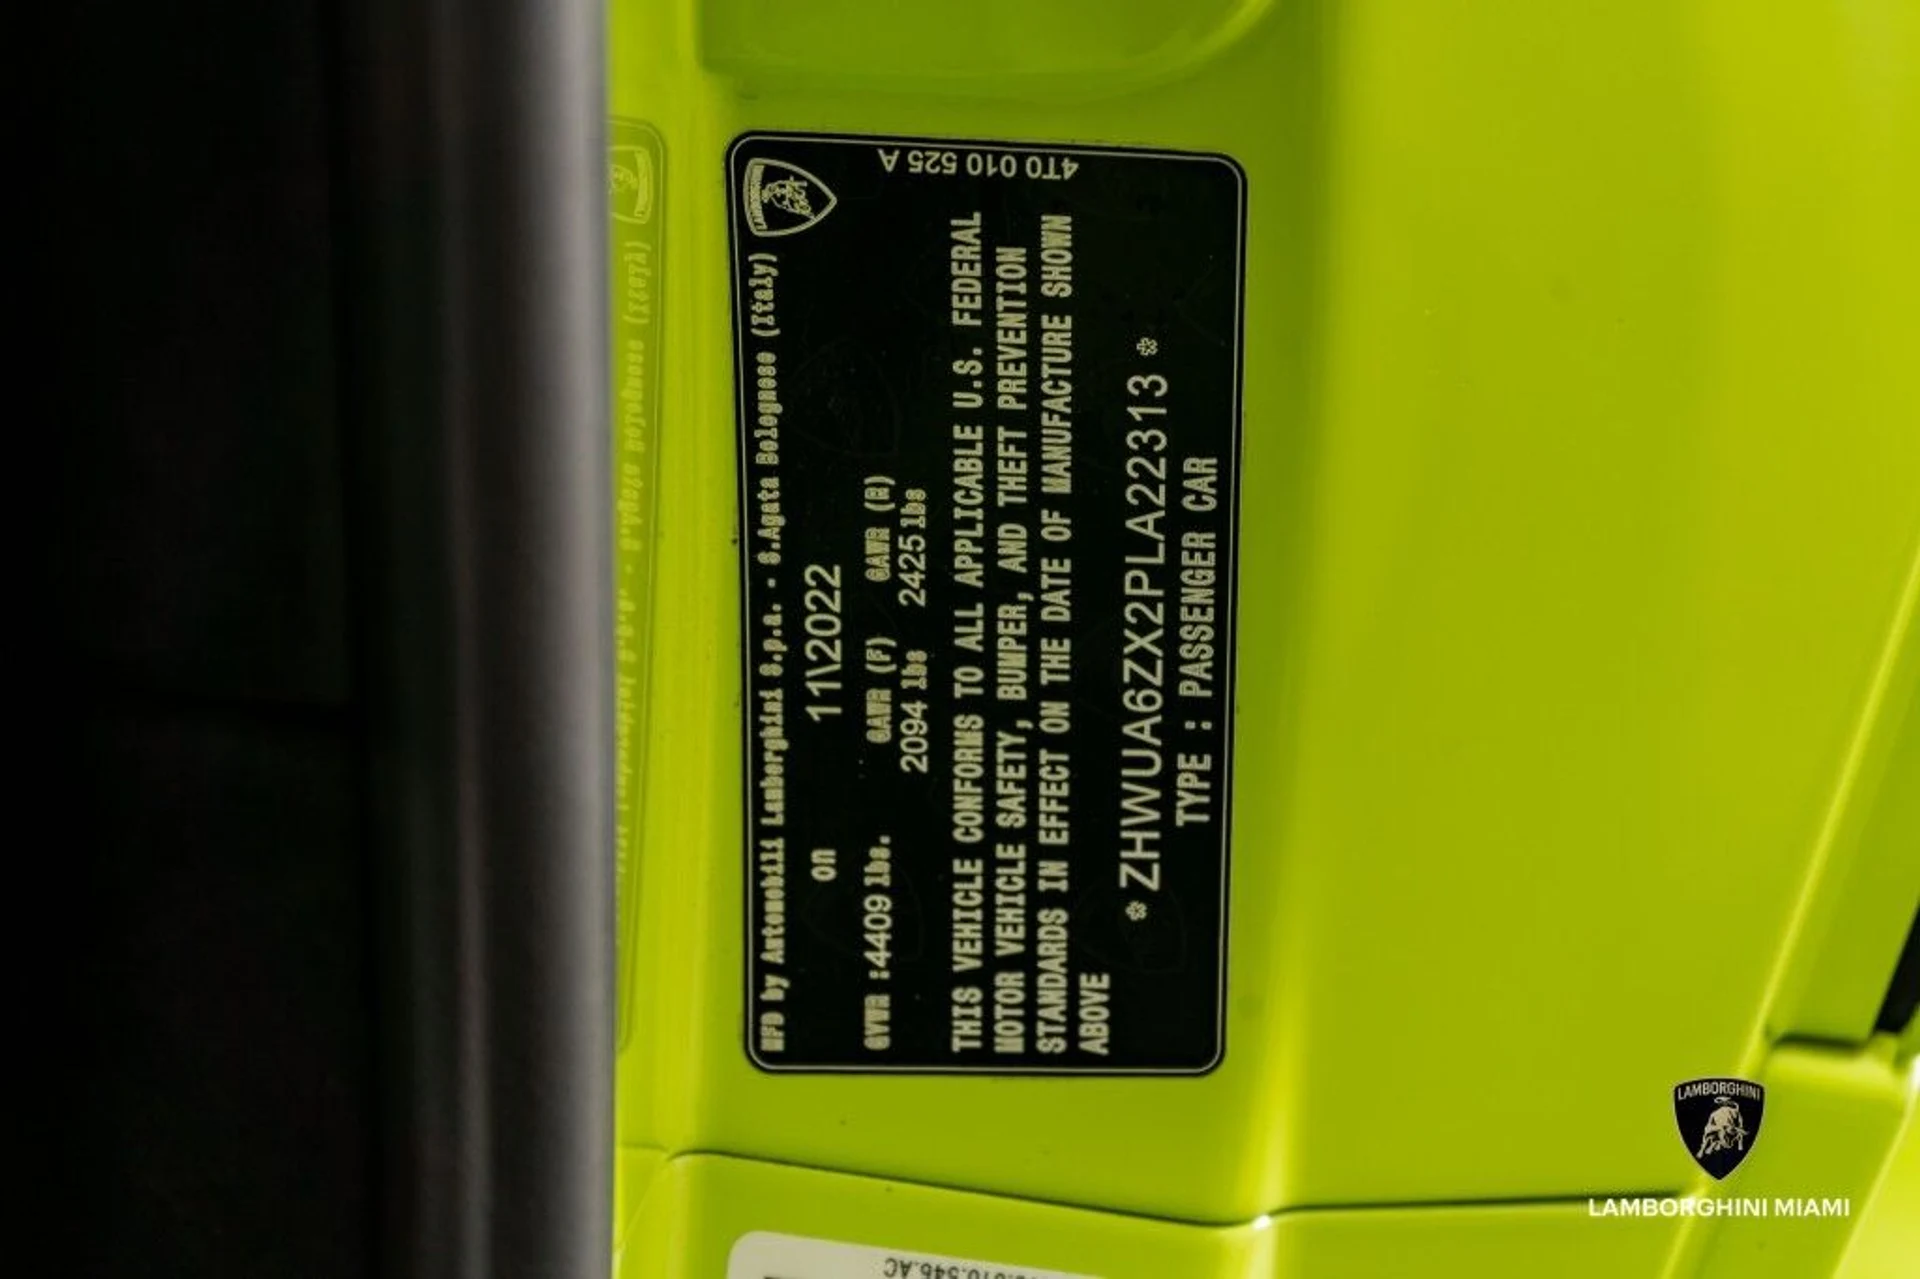 4T0 010 525 A
LAMBORGHINI
MFD by Automobili Lamborghini S.p.a. - S.Agata Bolognese (Italy)
on 11\2022
GVWR :4409 lbs. GAWR (F) GAWR (R)
2094 lbs 2425 lbs
THIS VEHICLE CONFORMS TO ALL APPLICABLE U.S. FEDERAL
MOTOR VEHICLE SAFETY, BUMPER, AND THEFT PREVENTION
STANDARDS IN EFFECT ON THE DATE OF MANUFACTURE SHOWN
ABOVE
* ZHWUA6ZX2PLA22313 *
TYPE : PASSENGER CAR
LAMBORGHINI
LAMBORGHINI MIAMI